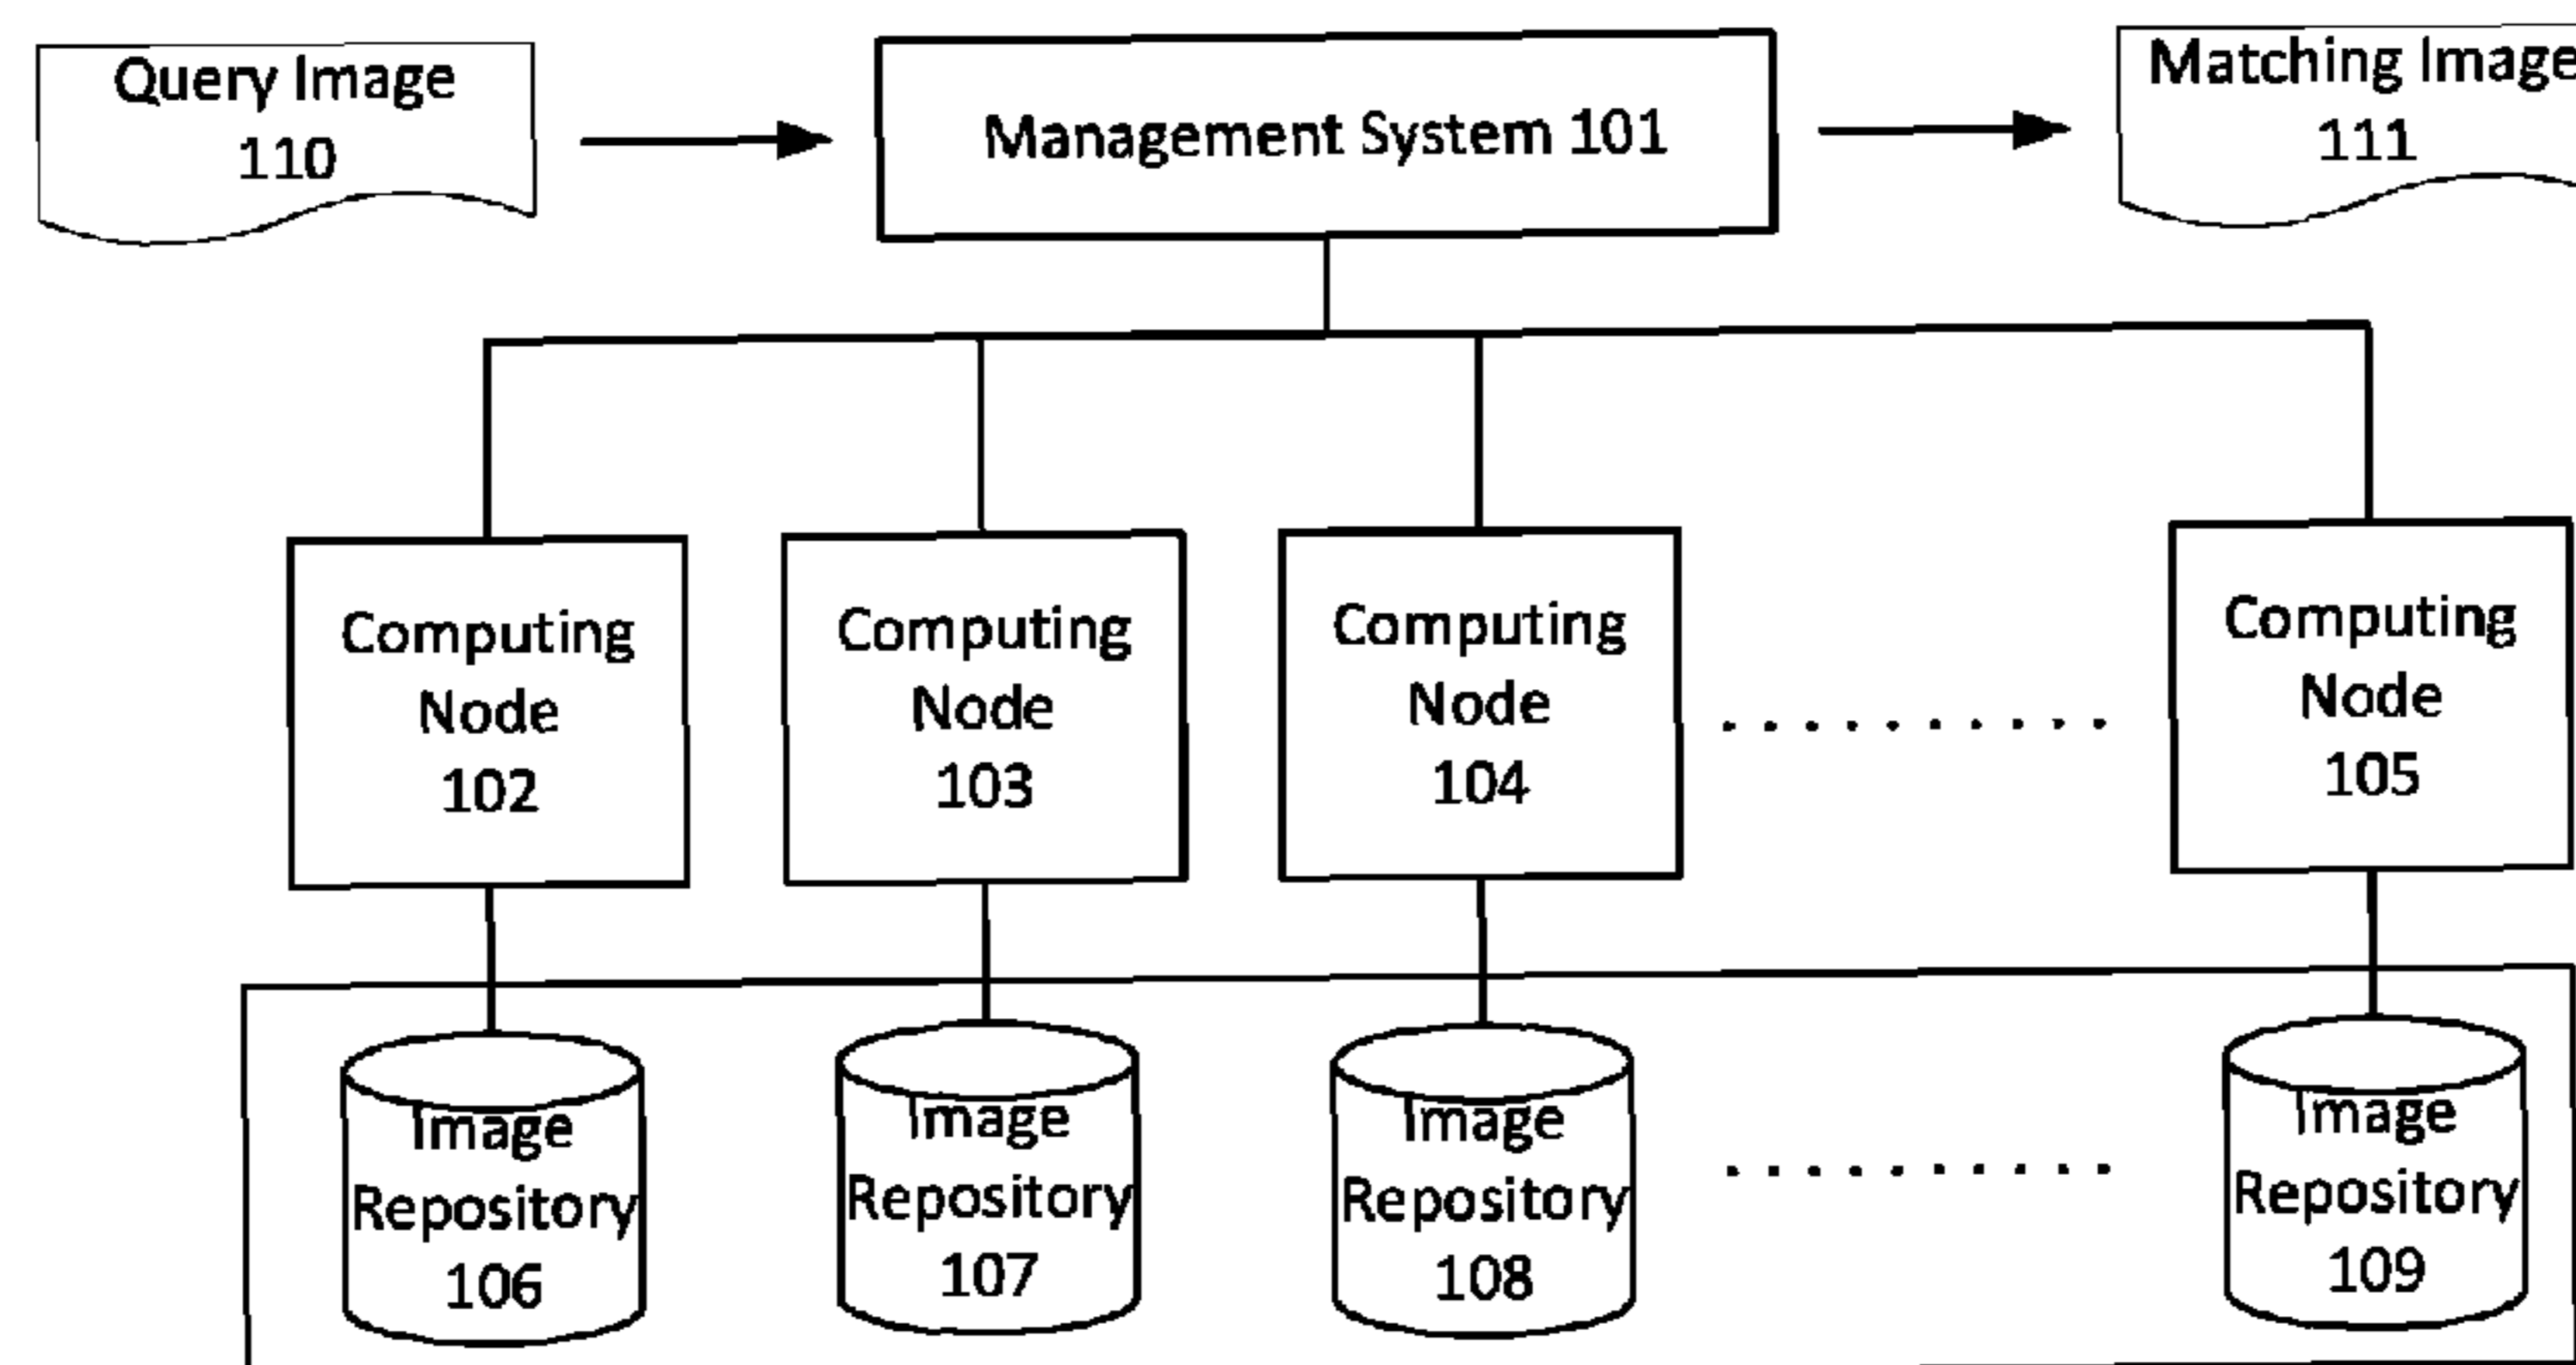 Query Image
110
Management System 101
Matching Image
111
Computing
Node
102
Computing
Node
103
Computing
Node
104
Computing
Node
105
Image
Repository
106
Image
Repository
107
Image
Repository
108
Image
Repository
109